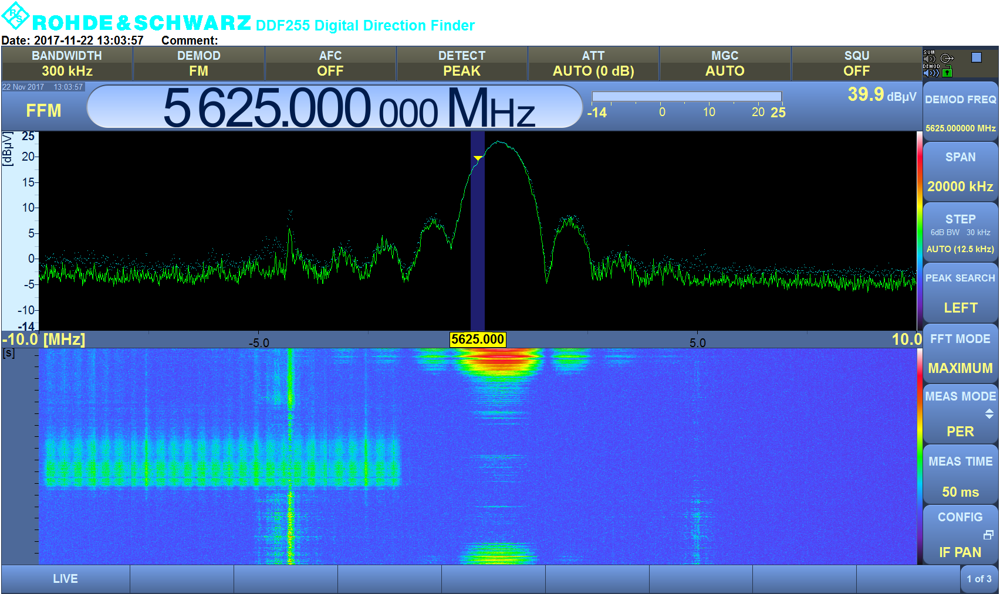 ROHDE & SCHWARZ DDF255 Digital Direction Finder
Date: 2017-11-22 13:03:57 Comment:
BANDWIDTH DEMOD AFC DETECT ATT MGC SQU
300 kHz FM OFF PEAK AUTO (0 dB) AUTO OFF
SUM
DEMOD
22 Nov 2017 13:03:57
FFM
5 625.000 000 MHz
-14 0 10 20 25
39.9 dBµV
DEMOD FREQ
5625.000000 MHz
[dBµV]
25
20
15
10
5
0
-5
-10
-14
SPAN
20000 kHz
STEP
6dB BW 30 kHz
AUTO (12.5 kHz)
PEAK SEARCH
LEFT
-10.0 [MHz] -5.0 5625.000 5.0 10.0
FFT MODE
MAXIMUM
[s]
MEAS MODE
PER
MEAS TIME
50 ms
CONFIG
IF PAN
LIVE
1 of 3